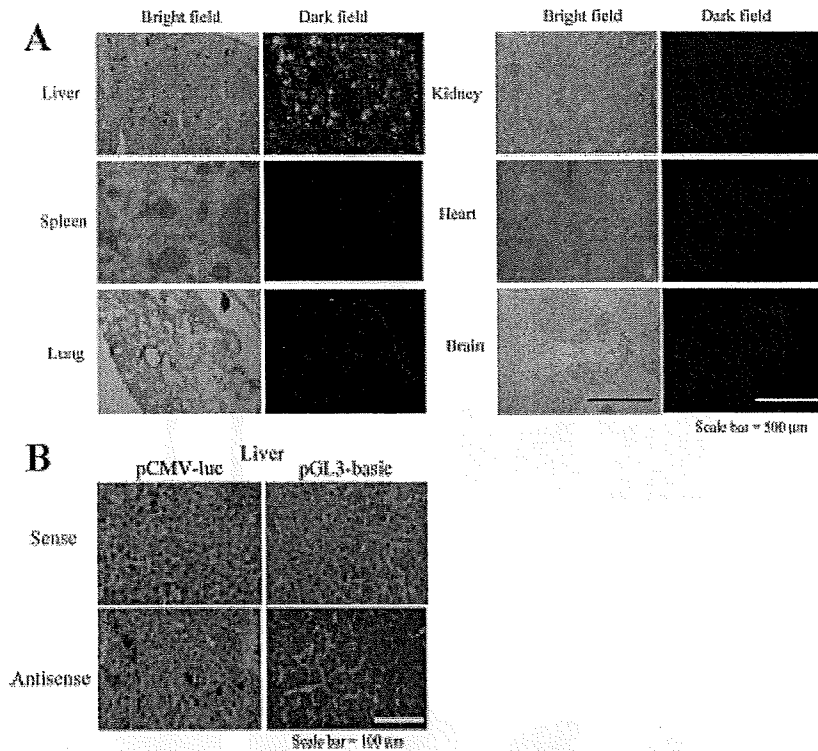 Bright field Dark field
A
Liver
Spleen
Lung
Bright field Dark field
Kidney
Heart
Brain
Scale bar = 500 µm
B
Liver
pCMV-luc pGL3-basic
Sense
Antisense
Scale bar = 100 µm